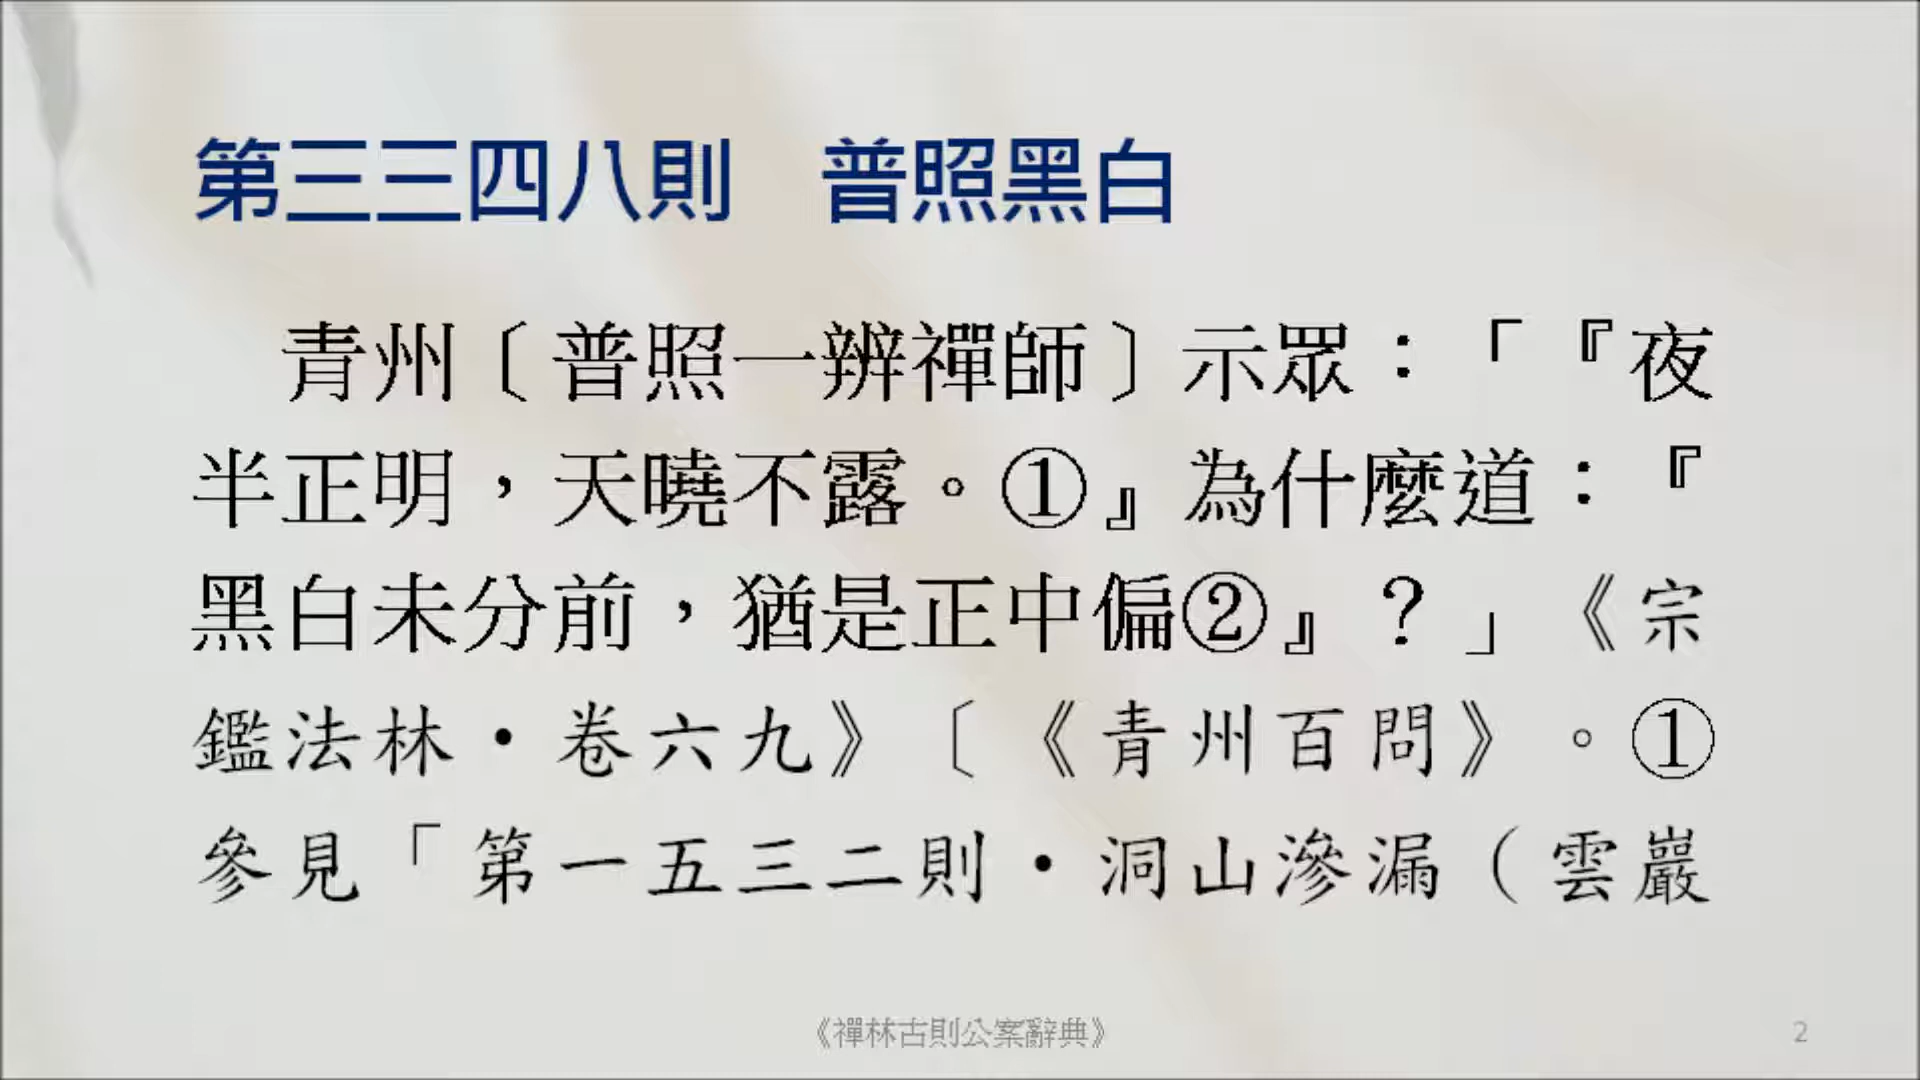 第三三四八則　普照黑白
青州〔普照一辨禪師〕示眾：「『夜
半正明，天曉不露。①』為什麼道：『
黑白未分前，猶是正中偏②』？」《宗
鑑法林·卷六九》〔《青州百問》。①
參見「第一五三二則·洞山滲漏（雲巖
《禪林古則公案辭典》
2